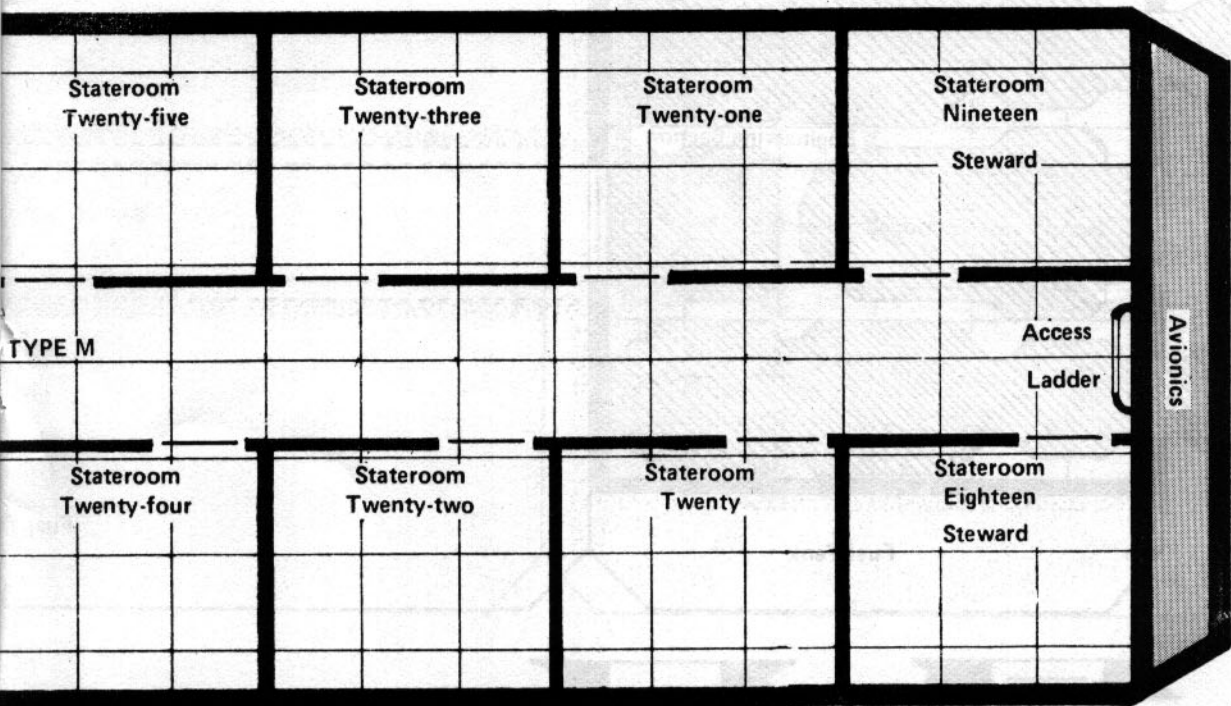 Stateroom
Twenty-five
Stateroom
Twenty-three
Stateroom
Twenty-one
Stateroom
Nineteen
Steward
TYPE M
Access
Ladder
Avionics
Stateroom
Twenty-four
Stateroom
Twenty-two
Stateroom
Twenty
Stateroom
Eighteen
Steward